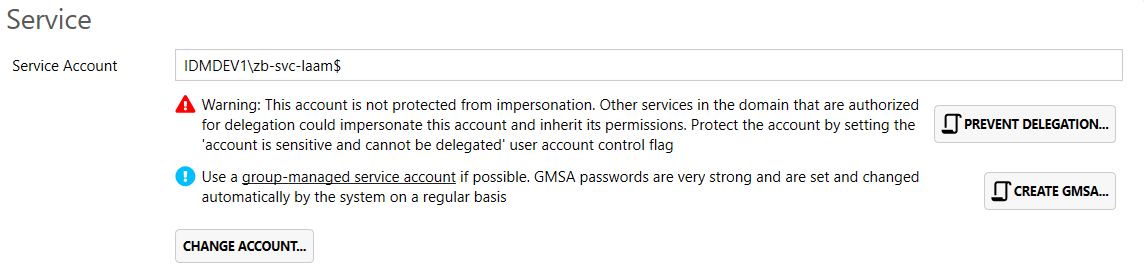 Service
Service Account
IDMDEV1\zb-svc-laam$
Warning: This account is not protected from impersonation. Other services in the domain that are authorized
for delegation could impersonate this account and inherit its permissions. Protect the account by setting the
'account is sensitive and cannot be delegated' user account control flag
PREVENT DELEGATION...
Use a group-managed service account if possible. GMSA passwords are very strong and are set and changed
automatically by the system on a regular basis
CREATE GMSA...
CHANGE ACCOUNT...